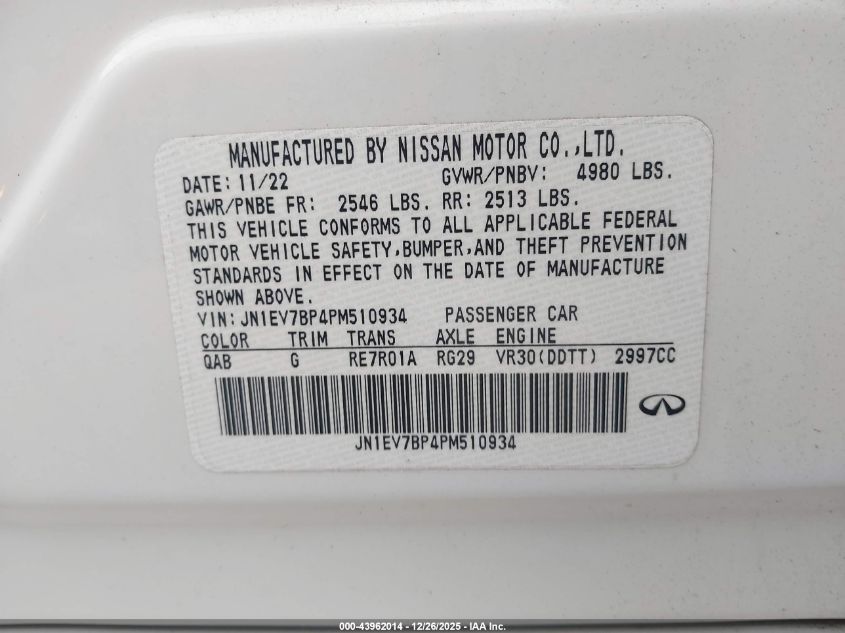 MANUFACTURED BY NISSAN MOTOR CO.,LTD.
DATE: 11/22 GVWR/PNBV: 4980 LBS.
GAWR/PNBE FR: 2546 LBS. RR: 2513 LBS.
THIS VEHICLE CONFORMS TO ALL APPLICABLE FEDERAL
MOTOR VEHICLE SAFETY,BUMPER,AND THEFT PREVENTION
STANDARDS IN EFFECT ON THE DATE OF MANUFACTURE
SHOWN ABOVE.
VIN: JN1EV7BP4PM510934 PASSENGER CAR
COLOR TRIM TRANS AXLE ENGINE
QAB G RE7R01A RG29 VR30(DDTT) 2997CC
JN1EV7BP4PM510934
000-43962014 - 12/26/2025 - IAA Inc.